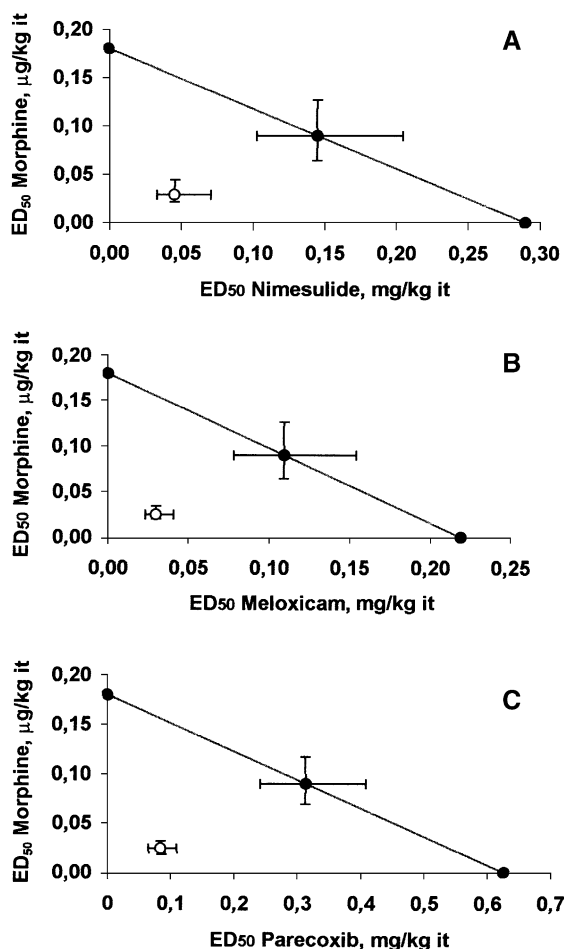 A
ED50 Morphine, μg/kg it
0,20
0,15
0,10
0,05
0,00
0,00 0,05 0,10 0,15 0,20 0,25 0,30
ED50 Nimesulide, mg/kg it
B
ED50 Morphine, μg/kg it
0,20
0,15
0,10
0,05
0,00
0,00 0,05 0,10 0,15 0,20 0,25
ED50 Meloxicam, mg/kg it
C
ED50 Morphine, μg/kg it
0,20
0,15
0,10
0,05
0,00
0 0,1 0,2 0,3 0,4 0,5 0,6 0,7
ED50 Parecoxib, mg/kg it